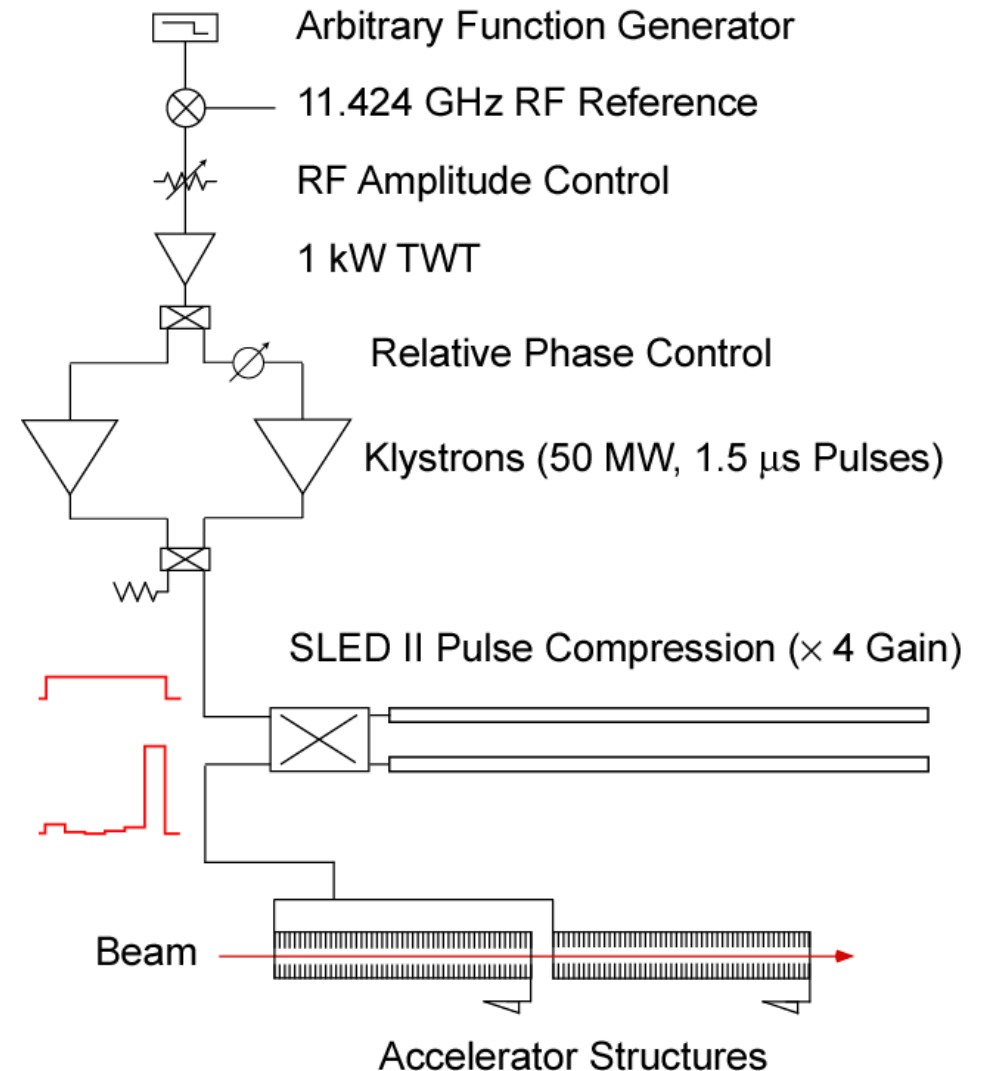 Arbitrary Function Generator
11.424 GHz RF Reference
RF Amplitude Control
1 kW TWT
Relative Phase Control
Klystrons (50 MW, 1.5 μs Pulses)
SLED II Pulse Compression (× 4 Gain)
Beam
Accelerator Structures